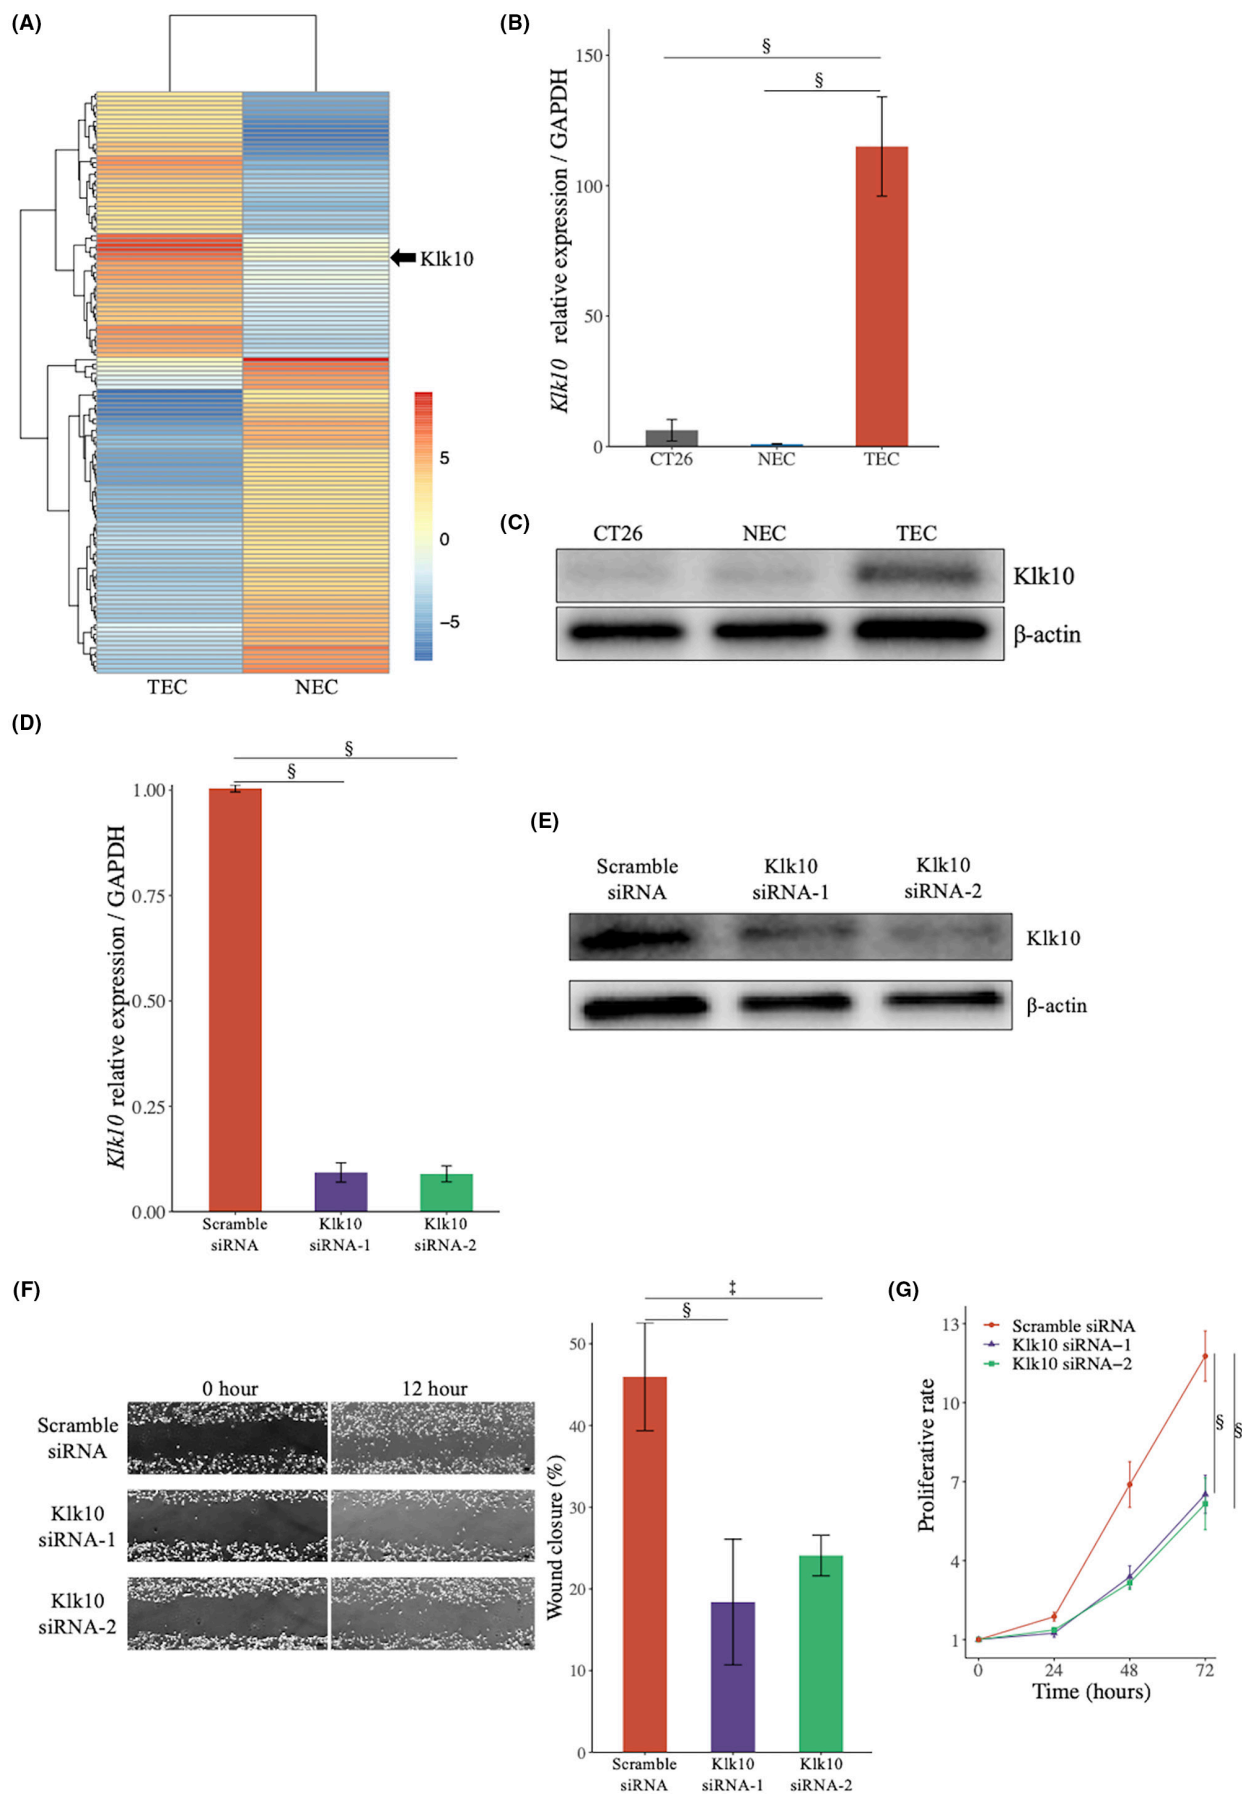 (A)
Klk10
5
0
−5
TEC NEC
(B)
Klk10 relative expression / GAPDH
150
100
50
0
§
§
CT26 NEC TEC
(C)
CT26 NEC TEC
Klk10
β-actin
(D)
Klk10 relative expression / GAPDH
1.00
0.75
0.50
0.25
0.00
§
§
Scramble siRNA
Klk10 siRNA-1
Klk10 siRNA-2
(E)
Scramble siRNA
Klk10 siRNA-1
Klk10 siRNA-2
Klk10
β-actin
(F)
0 hour 12 hour
Scramble siRNA
Klk10 siRNA-1
Klk10 siRNA-2
Wound closure (%)
50
40
30
20
10
0
‡
§
Scramble siRNA
Klk10 siRNA-1
Klk10 siRNA-2
(G)
Proliferative rate
13
10
7
4
1
Scramble siRNA
Klk10 siRNA−1
Klk10 siRNA−2
§
§
0 24 48 72
Time (hours)